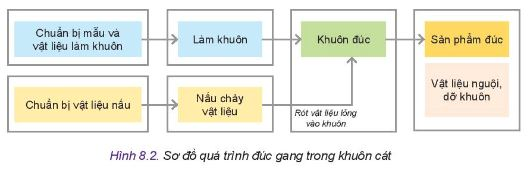 Chuẩn bị mẫu và
vật liệu làm khuôn
Làm khuôn
Khuôn đúc
Sản phẩm đúc
Chuẩn bị vật liệu nấu
Nấu chảy
vật liệu
Rót vật liệu lỏng
vào khuôn
Vật liệu nguội,
dỡ khuôn
Hình 8.2. Sơ đồ quá trình đúc gang trong khuôn cát